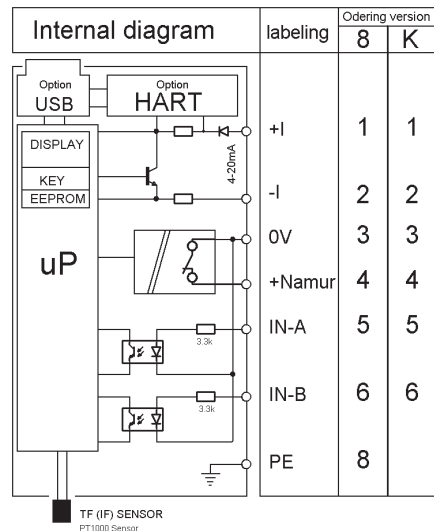 Internal diagram
labeling
Odering version
8 K
Option
USB
Option
HART
DISPLAY
KEY
EEPROM
uP
4-20mA
+I 1 1
-I 2 2
0V 3 3
+Namur 4 4
3.3k
IN-A 5 5
3.3k
IN-B 6 6
PE 8
TF (IF) SENSOR
PT1000 Sensor